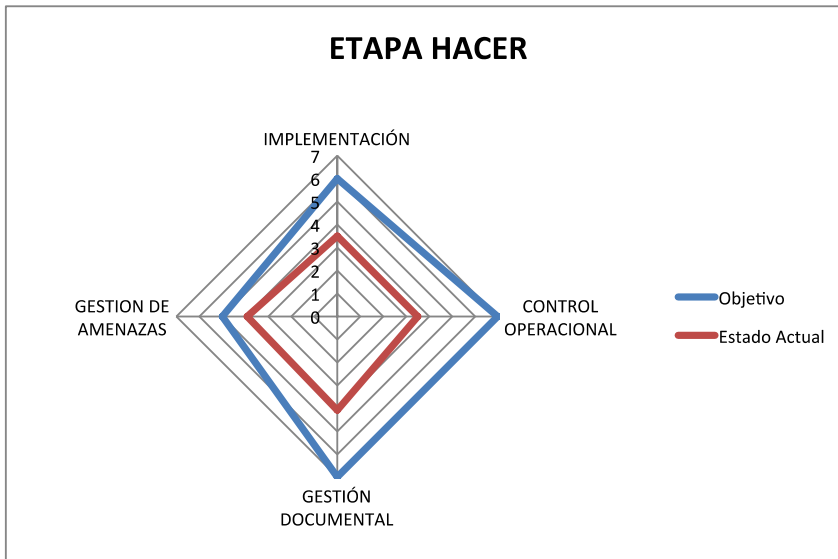 ETAPA HACER
IMPLEMENTACIÓN
7
6
5
4
3
2
1
0
GESTION DE
AMENAZAS
CONTROL
OPERACIONAL
GESTIÓN
DOCUMENTAL
Objetivo
Estado Actual